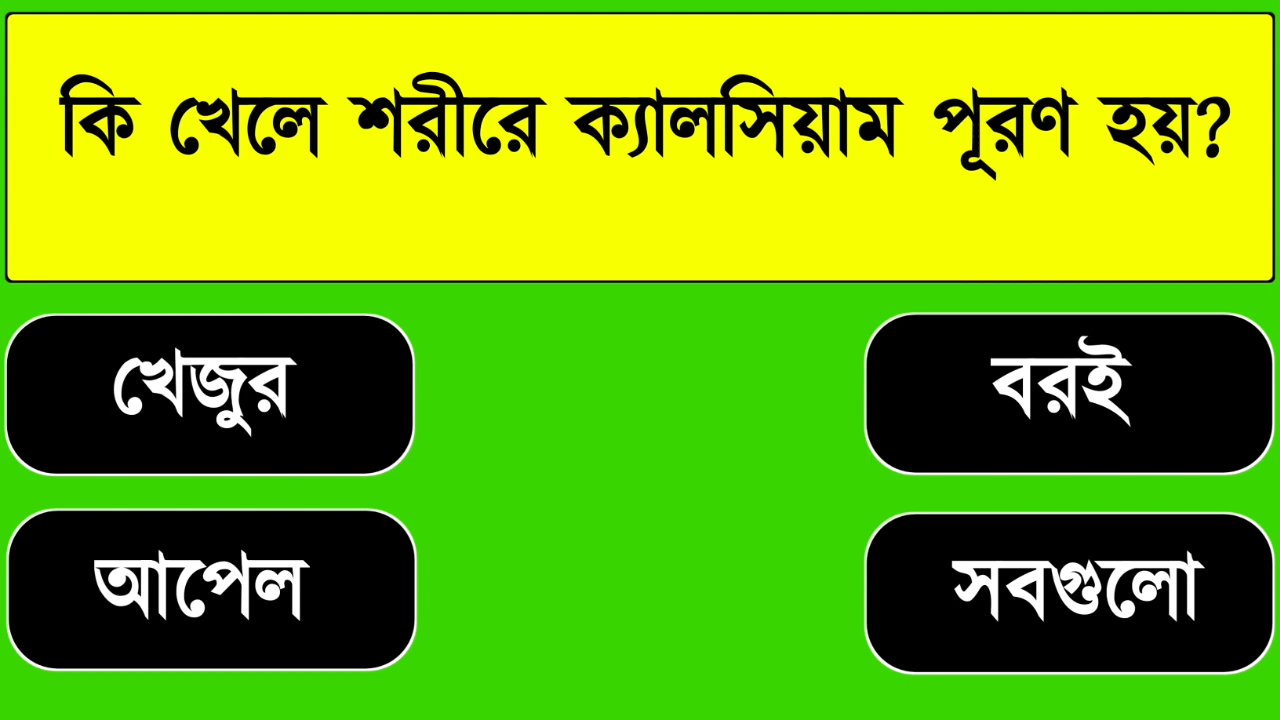 কি খেলে শরীরে ক্যালসিয়াম পূরণ হয়?
খেজুর
বরই
আপেল
সবগুলো